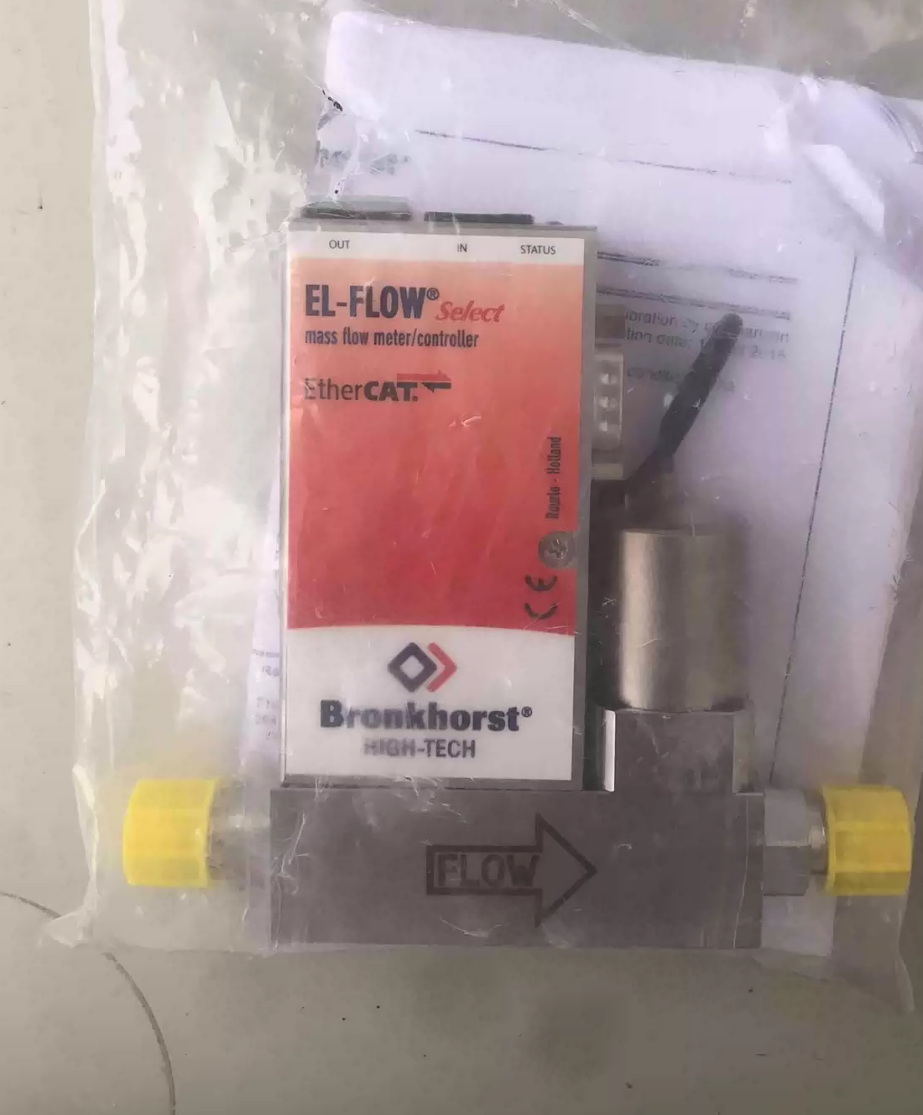 OUT IN STATUS
EL-FLOW® Select
mass flow meter/controller
EtherCAT.
Ruurlo - Holland
CE
Bronkhorst®
HIGH-TECH
FLOW